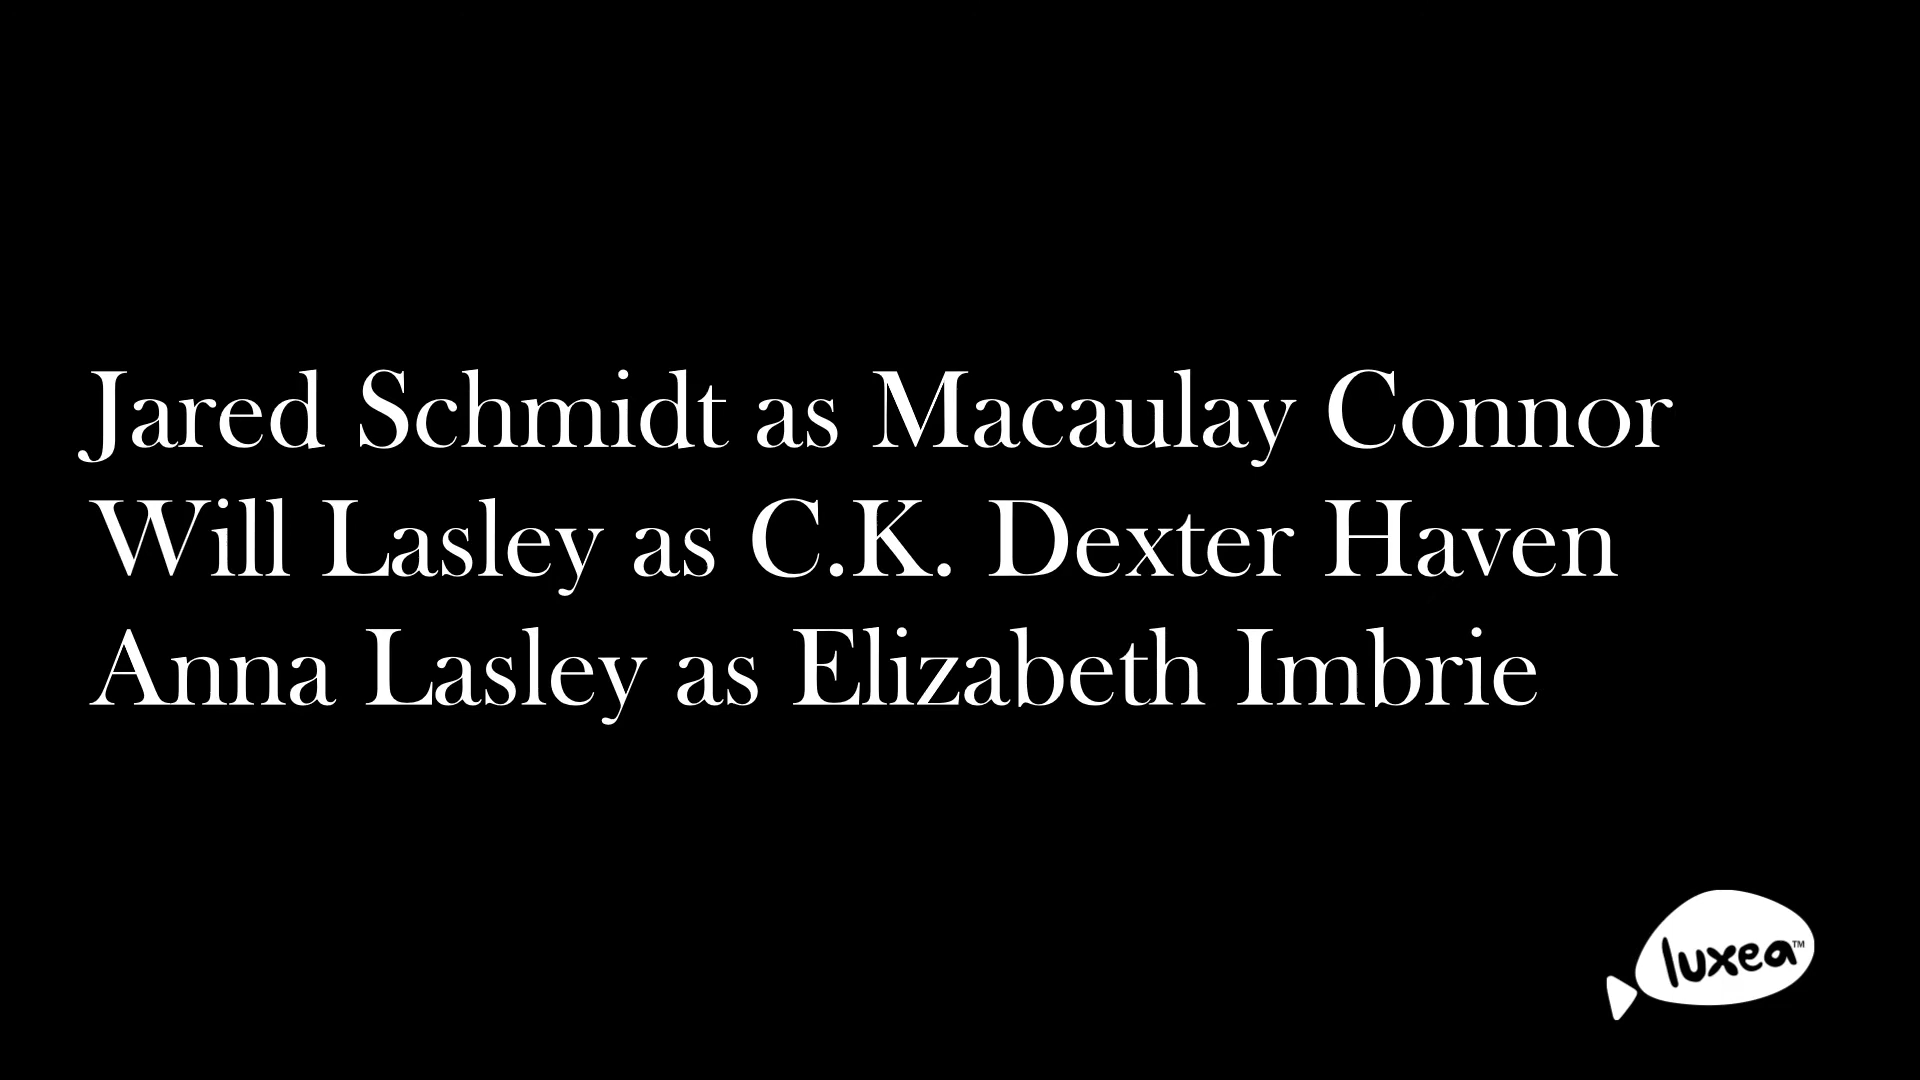 Jared Schmidt as Macaulay Connor
Will Lasley as C.K. Dexter Haven
Anna Lasley as Elizabeth Imbrie
luxea™